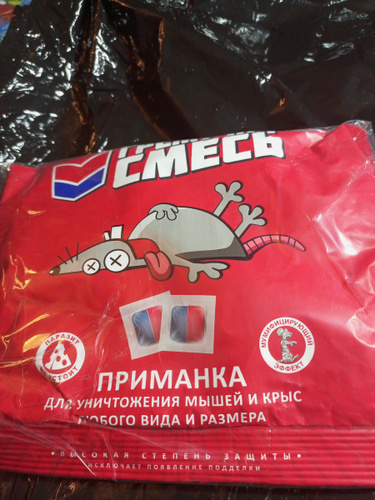 СМЕСЬ
ПАРАЗИТ
МУМИФИЦИРУЮЩИЙ
ЭФФЕКТ
ПРИМАНКА
ДЛЯ УНИЧТОЖЕНИЯ МЫШЕЙ И КРЫС
ЛЮБОГО ВИДА И РАЗМЕРА
ВЫСОКАЯ СТЕПЕНЬ ЗАЩИТЫ
ИСКЛЮЧАЕТ ПОЯВЛЕНИЕ ПОДДЕЛКИ